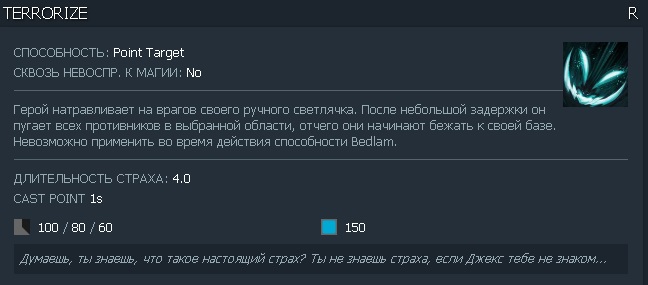 TERRORIZE R
СПОСОБНОСТЬ: Point Target
СКВОЗЬ НЕВОСПР. К МАГИИ: No
Герой натравливает на врагов своего ручного светлячка. После небольшой задержки он
пугает всех противников в выбранной области, отчего они начинают бежать к своей базе.
Невозможно применить во время действия способности Bedlam.
ДЛИТЕЛЬНОСТЬ СТРАХА: 4.0
CAST POINT 1s
100 / 80 / 60 150
Думаешь, ты знаешь, что такое настоящий страх? Ты не знаешь страха, если Джекс тебе не знаком...